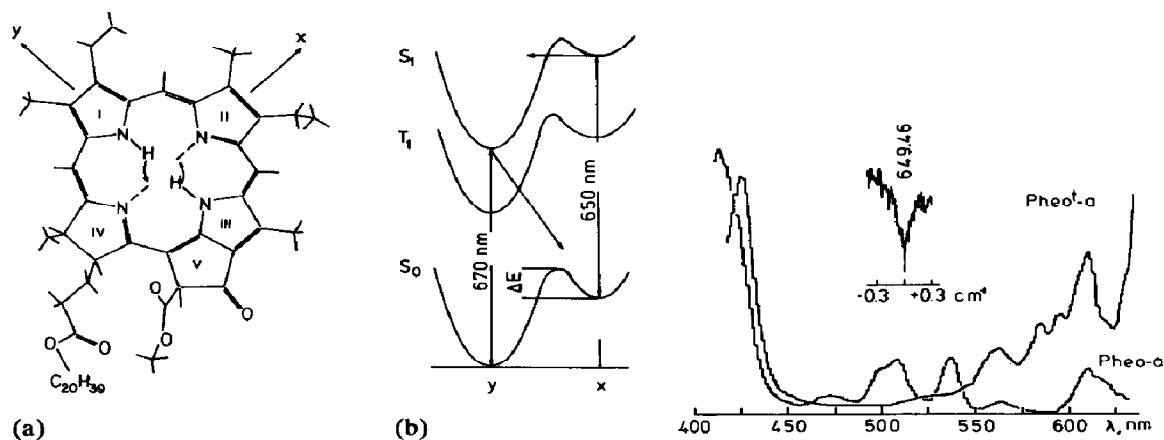 y
x
I
II
N
N
H
H
N
N
IV
III
V
O
O
O
O
O
C₂₀H₃₉
(a)
S₁
T₁
S₀
670 nm
650 nm
ΔE
y
x
(b)
649.46
-0.3 +0.3 cm⁻¹
Pheoᵗ-a
Pheo-a
400 450 500 550 600 λ, nm